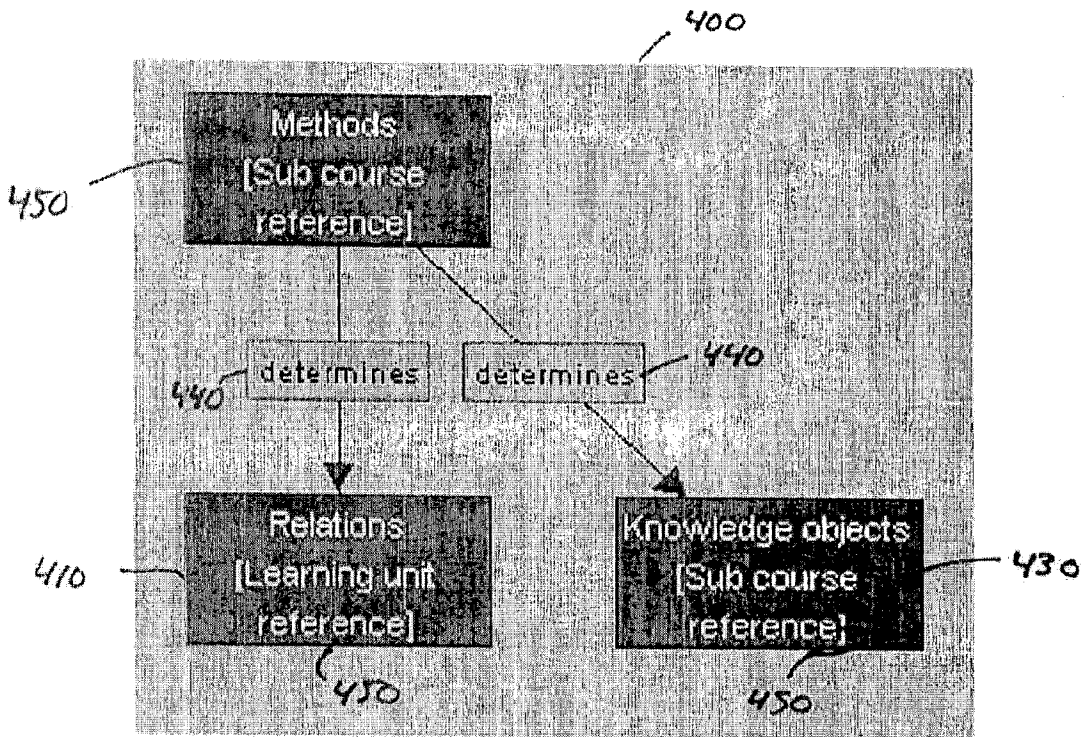 400
Methods
[Sub course
reference]
450
determines
determines
440
440
Relations
[Learning unit
reference]
410
450
Knowledge objects
[Sub course
reference]
430
450